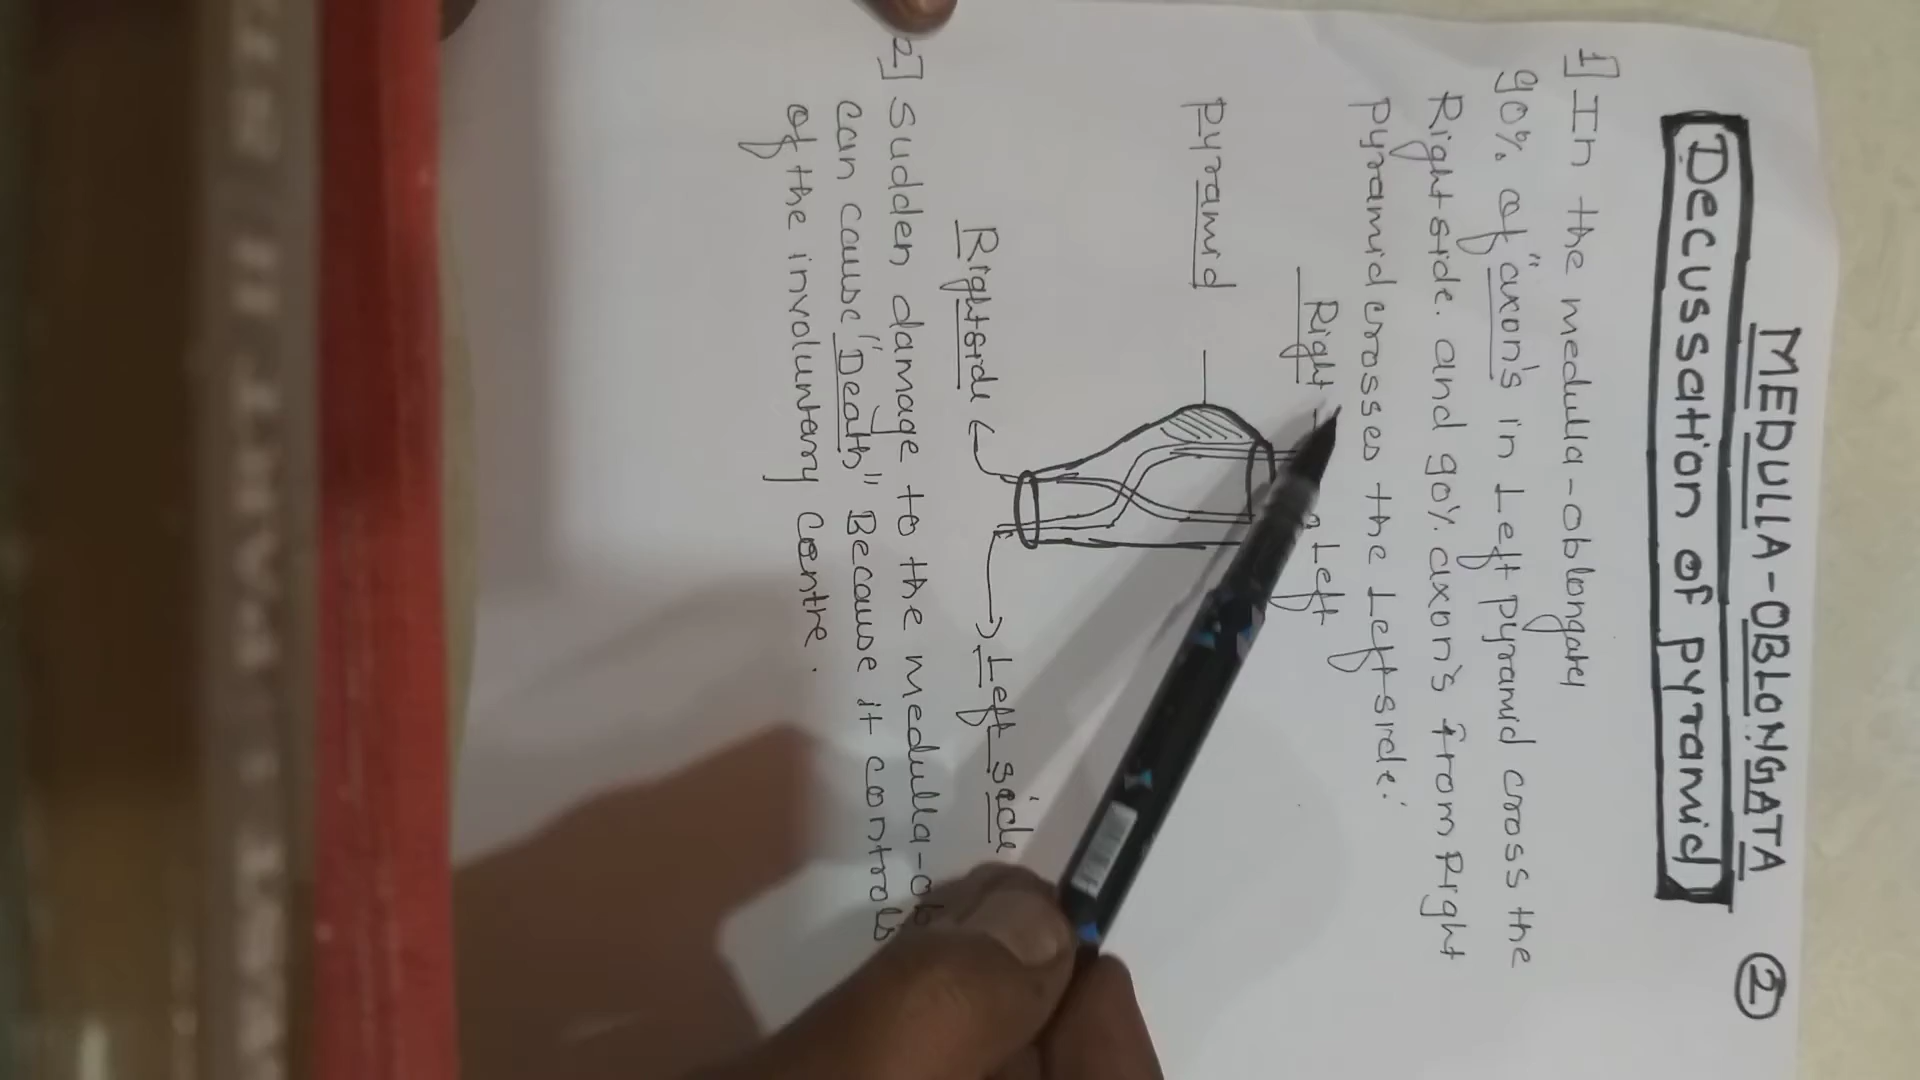 MEDULLA-OBLONGATA ②
Decussation of pyramid
1] In the medulla-oblongata
90% of "axon's in Left pyramid cross the
Right side. and 90% axon's from Right
pyramid crosses the Left side.
Right Left
pyramid
Right side Left side
2] Sudden damage to the medulla-ob
can cause "Death" Because it controls
of the involuntary centre.